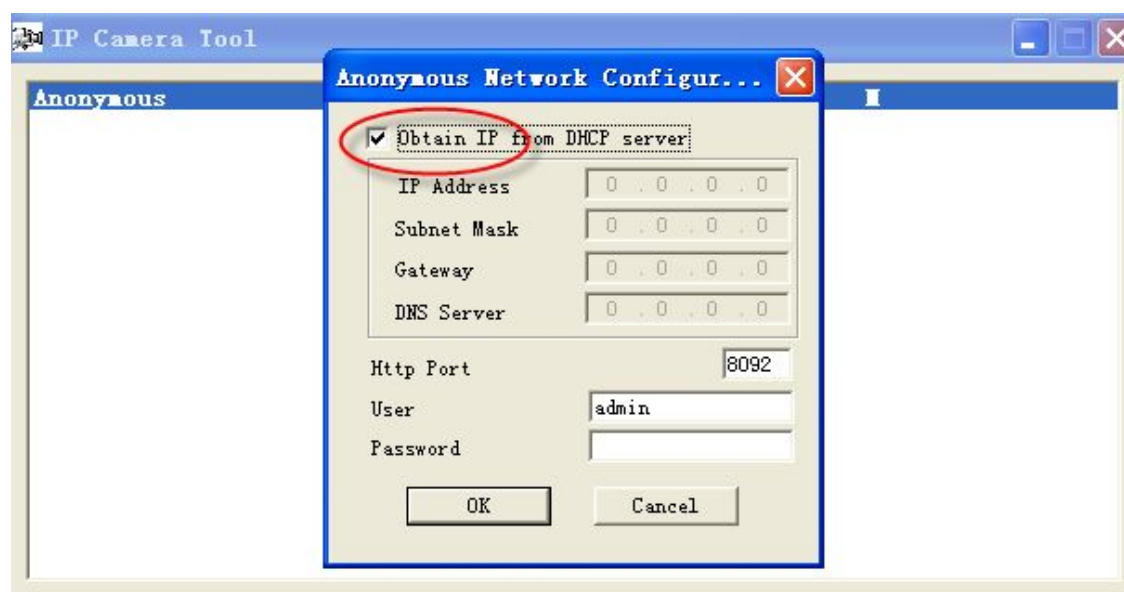 IP Camera Tool
Anonymous Network Configur...
Anonymous
Obtain IP from DHCP server
IP Address 0 . 0 . 0 . 0
Subnet Mask 0 . 0 . 0 . 0
Gateway 0 . 0 . 0 . 0
DNS Server 0 . 0 . 0 . 0
Http Port 8092
User admin
Password
OK Cancel